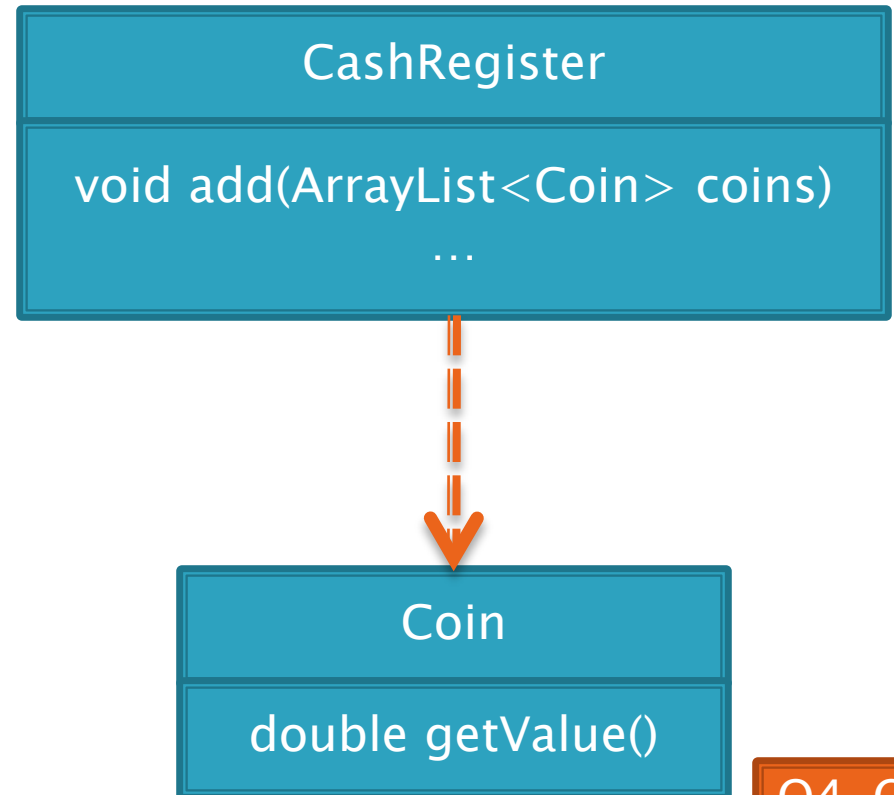 CashRegister
void add(ArrayList<Coin> coins)
…
Coin
double getValue()